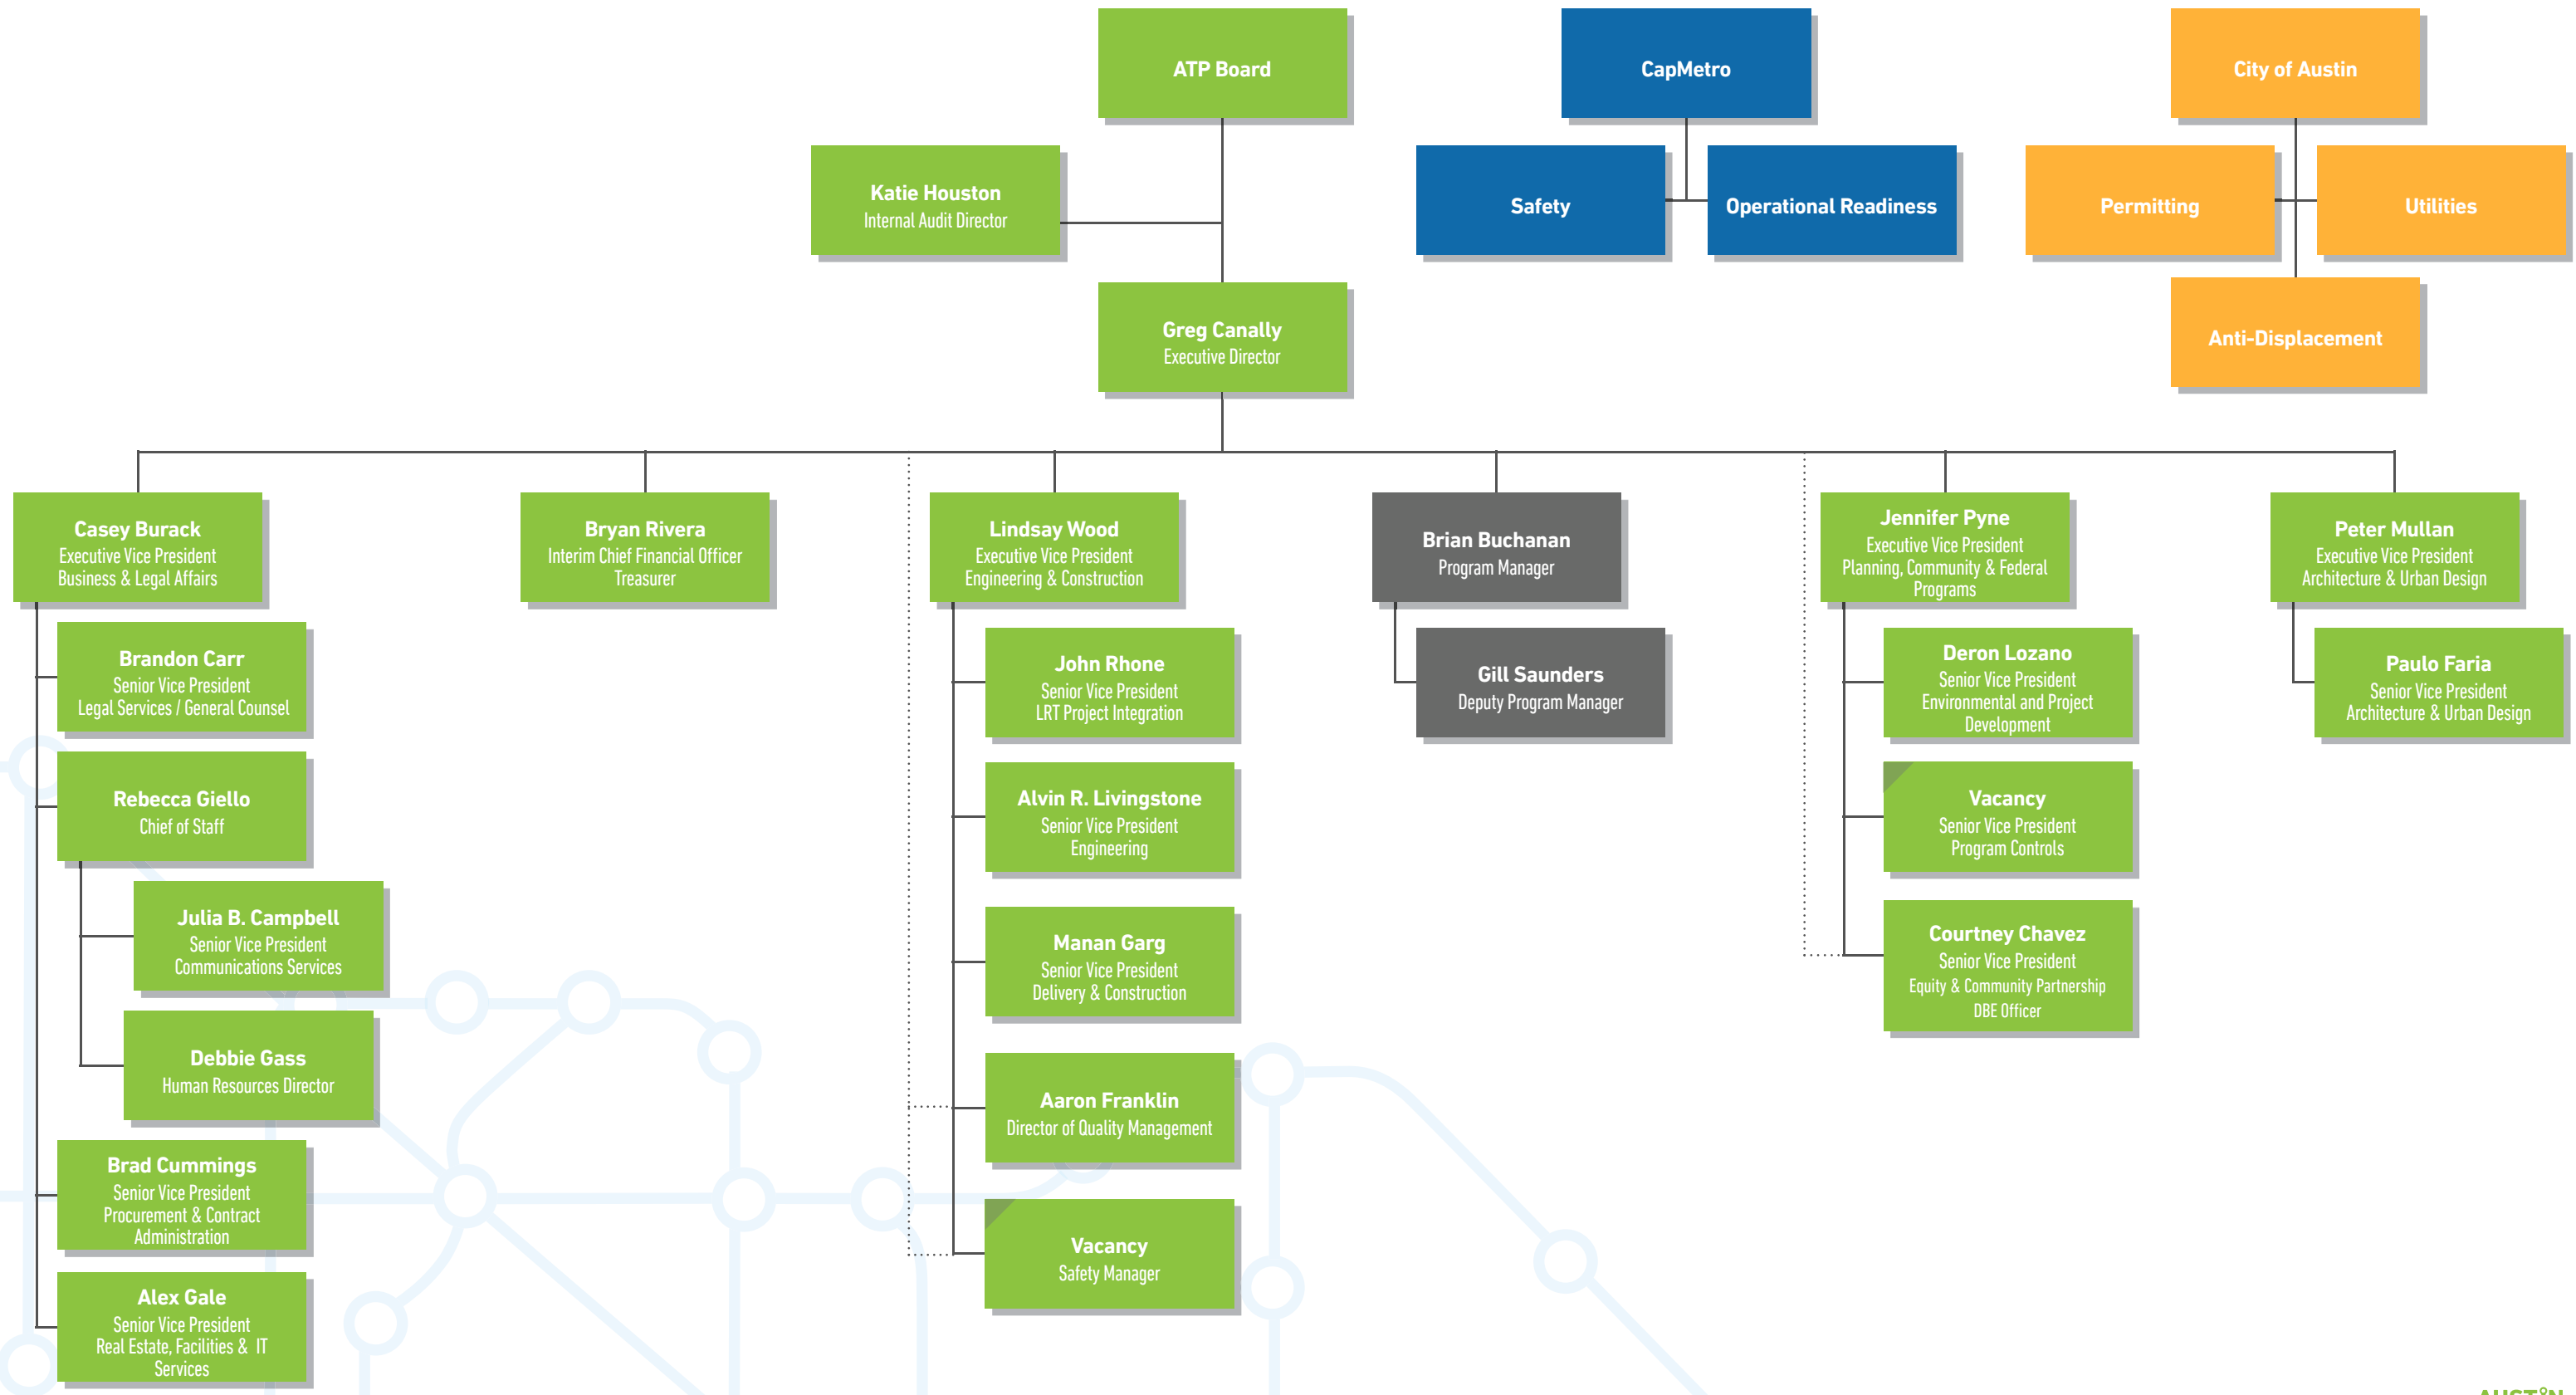 ATP Board
CapMetro
City of Austin
Katie Houston
Internal Audit Director
Safety
Operational Readiness
Permitting
Utilities
Greg Canally
Executive Director
Anti-Displacement
Casey Burack
Executive Vice President
Business & Legal Affairs
Brandon Carr
Senior Vice President
Legal Services / General Counsel
Rebecca Giello
Chief of Staff
Julia B. Campbell
Senior Vice President
Communications Services
Debbie Gass
Human Resources Director
Brad Cummings
Senior Vice President
Procurement & Contract
Administration
Alex Gale
Senior Vice President
Real Estate, Facilities & IT
Services
Bryan Rivera
Interim Chief Financial Officer
Treasurer
Lindsay Wood
Executive Vice President
Engineering & Construction
John Rhone
Senior Vice President
LRT Project Integration
Alvin R. Livingstone
Senior Vice President
Engineering
Manan Garg
Senior Vice President
Delivery & Construction
Aaron Franklin
Director of Quality Management
Vacancy
Safety Manager
Brian Buchanan
Program Manager
Gill Saunders
Deputy Program Manager
Jennifer Pyne
Executive Vice President
Planning, Community & Federal
Programs
Deron Lozano
Senior Vice President
Environmental and Project
Development
Vacancy
Senior Vice President
Program Controls
Courtney Chavez
Senior Vice President
Equity & Community Partnership
DBE Officer
Peter Mullan
Executive Vice President
Architecture & Urban Design
Paulo Faria
Senior Vice President
Architecture & Urban Design